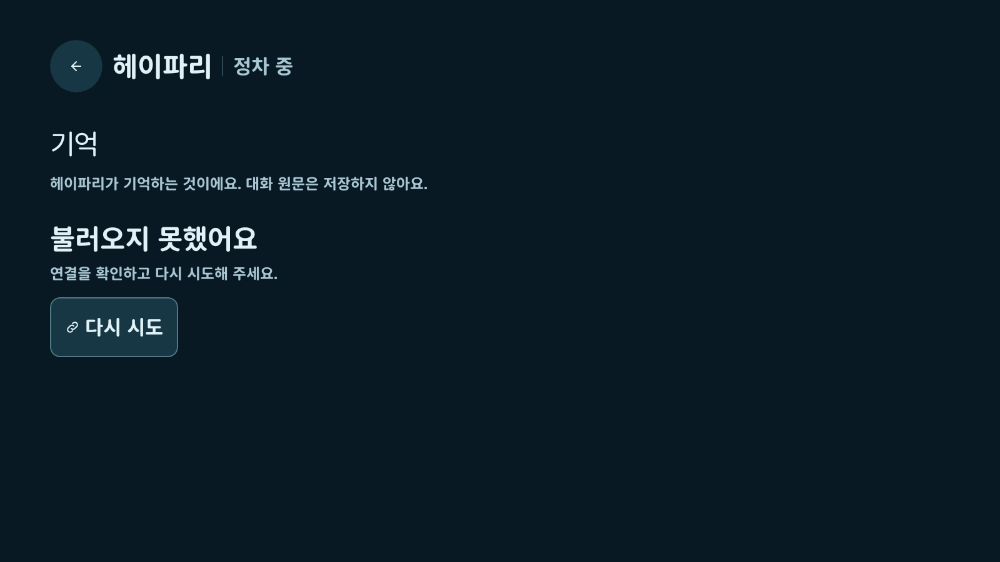 헤이파리 정차 중
기억
헤이파리가 기억하는 것이에요. 대화 원문은 저장하지 않아요.
불러오지 못했어요
연결을 확인하고 다시 시도해 주세요.
다시 시도